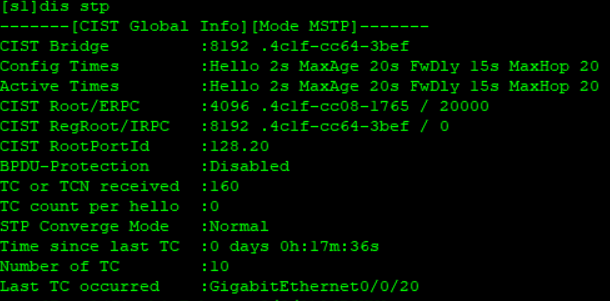 [sl]dis stp
-------[CIST Global Info][Mode MSTP]-------
CIST Bridge         :8192 .4c1f-cc64-3bef
Config Times        :Hello 2s MaxAge 20s FwDly 15s MaxHop 20
Active Times        :Hello 2s MaxAge 20s FwDly 15s MaxHop 20
CIST Root/ERPC      :4096 .4c1f-cc08-1765 / 20000
CIST RegRoot/IRPC   :8192 .4c1f-cc64-3bef / 0
CIST RootPortId     :128.20
BPDU-Protection     :Disabled
TC or TCN received  :160
TC count per hello  :0
STP Converge Mode   :Normal
Time since last TC  :0 days 0h:17m:36s
Number of TC        :10
Last TC occurred    :GigabitEthernet0/0/20